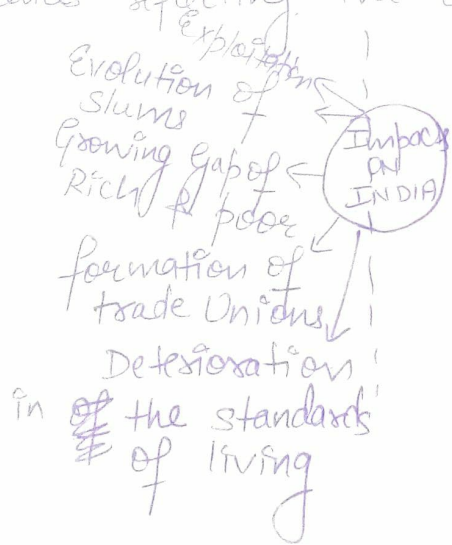 Exploitation
Evolution of
Slums
Growing Gap of
Rich & poor
formation of
trade Unions
Deterioration
in the standards
of living
Impact
ON
INDIA